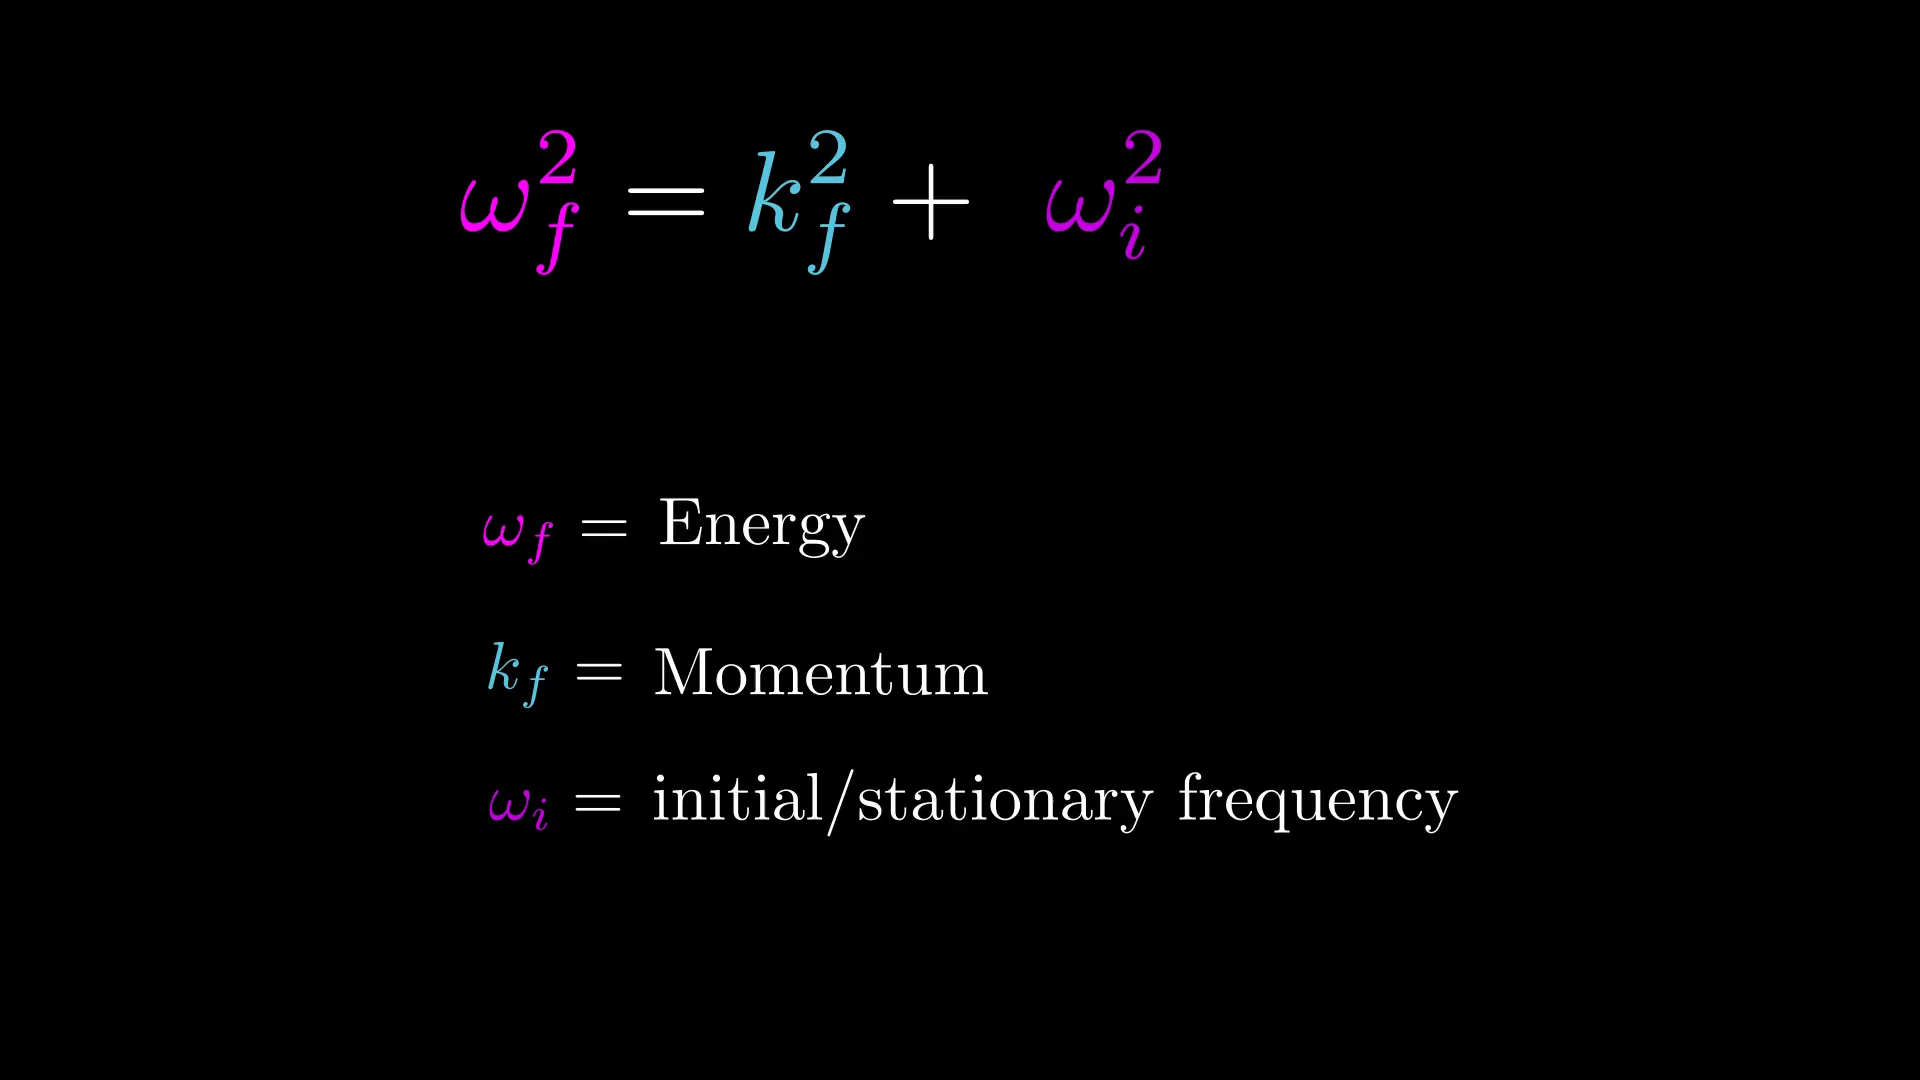 ω_f^2 = k_f^2 + ω_i^2
ω_f = Energy
k_f = Momentum
ω_i = initial/stationary frequency